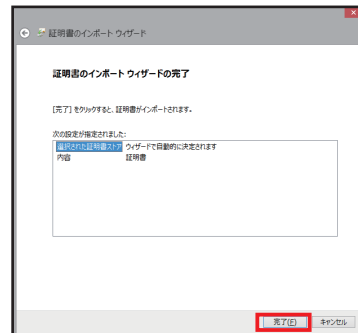 証明書のインポート ウィザード
証明書のインポート ウィザードの完了
[完了] をクリックすると、証明書がインポートされます。
次の設定が指定されました:
選択された証明書ストア ウィザードで自動的に決定されます
内容 証明書
完了(F) キャンセル